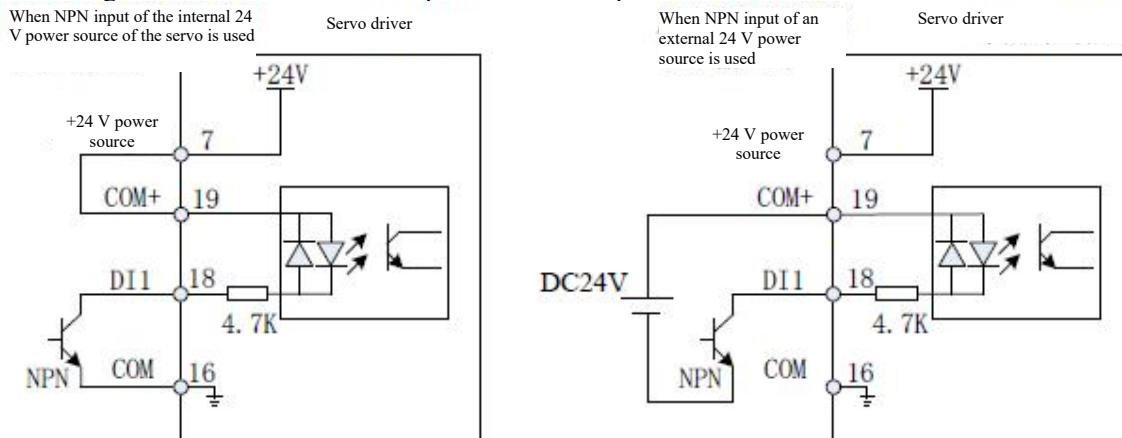 When NPN input of the internal 24
V power source of the servo is used
Servo driver
+24V
+24 V power
source
7
COM+
19
DI1
18
4.7K
NPN
COM
16
When NPN input of an
external 24 V power
source is used
Servo driver
+24V
+24 V power
source
7
COM+
19
DC24V
DI1
18
4.7K
NPN
COM
16